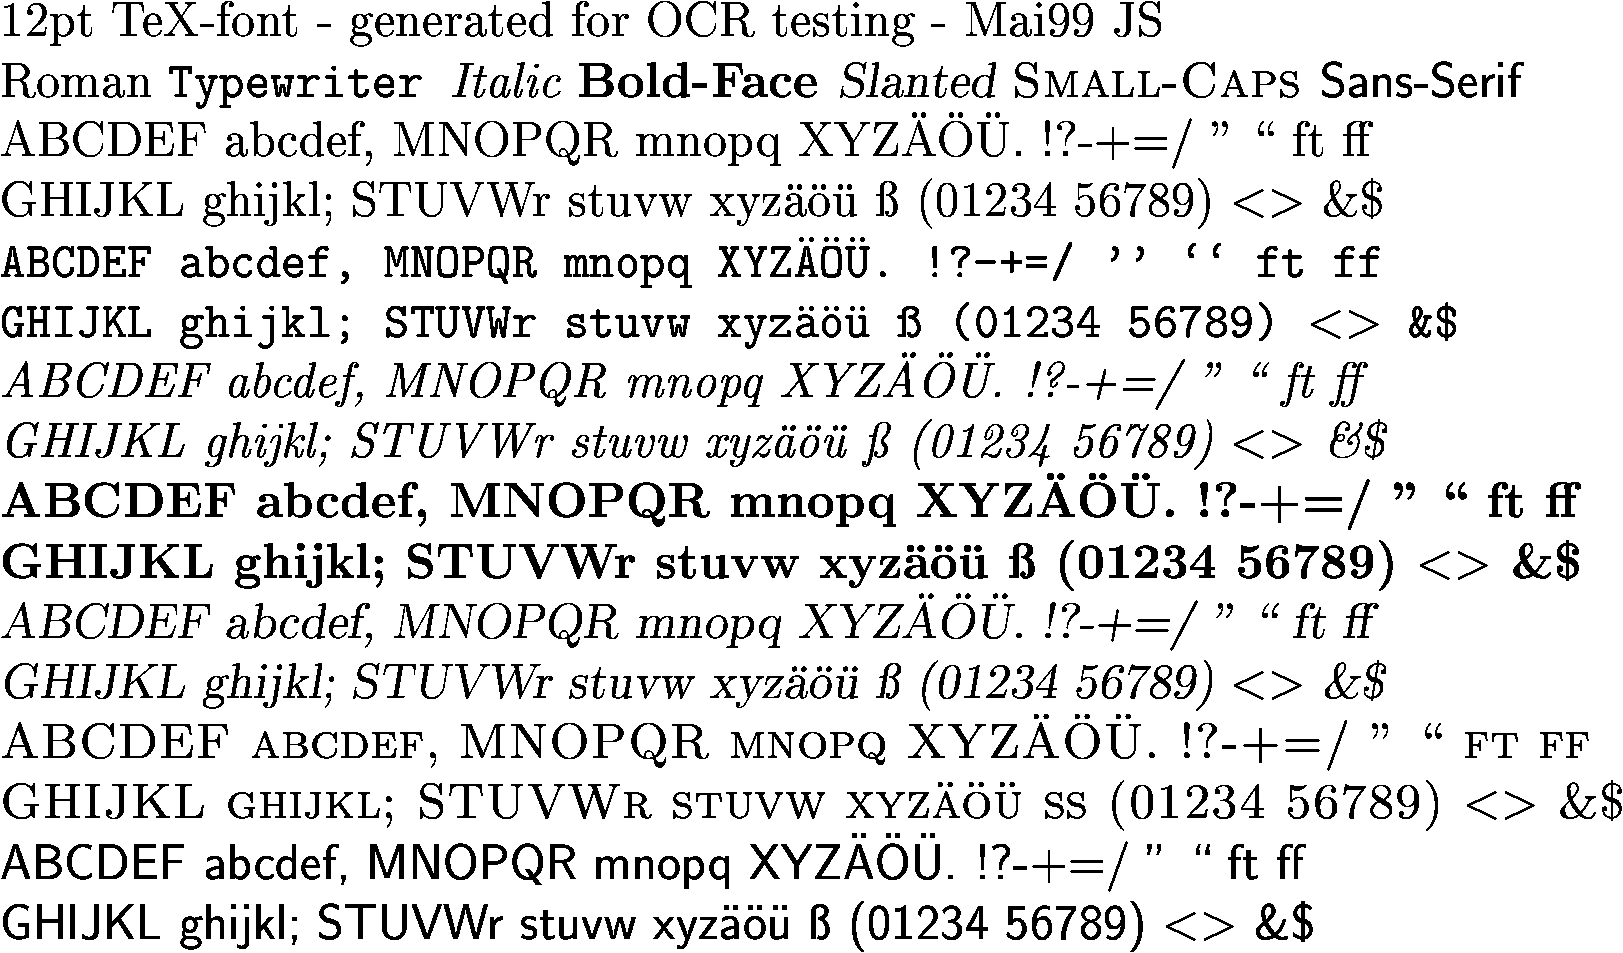 12pt TeX-font - generated for OCR testing - Mai99 JS
Roman Typewriter Italic Bold-Face Slanted Small-Caps Sans-Serif
ABCDEF abcdef, MNOPQR mnopq XYZÄÖÜ. !?-+=/ ” “ ft ff
GHIJKL ghijkl; STUVWr stuvw xyzäöü ß (01234 56789) <> &$
ABCDEF abcdef, MNOPQR mnopq XYZÄÖÜ. !?-+=/ ’’ ‘‘ ft ff
GHIJKL ghijkl; STUVWr stuvw xyzäöü ß (01234 56789) <> &$
ABCDEF abcdef, MNOPQR mnopq XYZÄÖÜ. !?-+=/ ” “ ft ff
GHIJKL ghijkl; STUVWr stuvw xyzäöü ß (01234 56789) <> &$
ABCDEF abcdef, MNOPQR mnopq XYZÄÖÜ. !?-+=/ ” “ ft ff
GHIJKL ghijkl; STUVWr stuvw xyzäöü ß (01234 56789) <> &$
ABCDEF abcdef, MNOPQR mnopq XYZÄÖÜ. !?-+=/ ” “ ft ff
GHIJKL ghijkl; STUVWr stuvw xyzäöü ß (01234 56789) <> &$
ABCDEF abcdef, MNOPQR mnopq XYZÄÖÜ. !?-+=/ ” “ ft ff
GHIJKL ghijkl; STUVWr stuvw xyzäöü ss (01234 56789) <> &$
ABCDEF abcdef, MNOPQR mnopq XYZÄÖÜ. !?-+=/ ” “ ft ff
GHIJKL ghijkl; STUVWr stuvw xyzäöü ß (01234 56789) <> &$